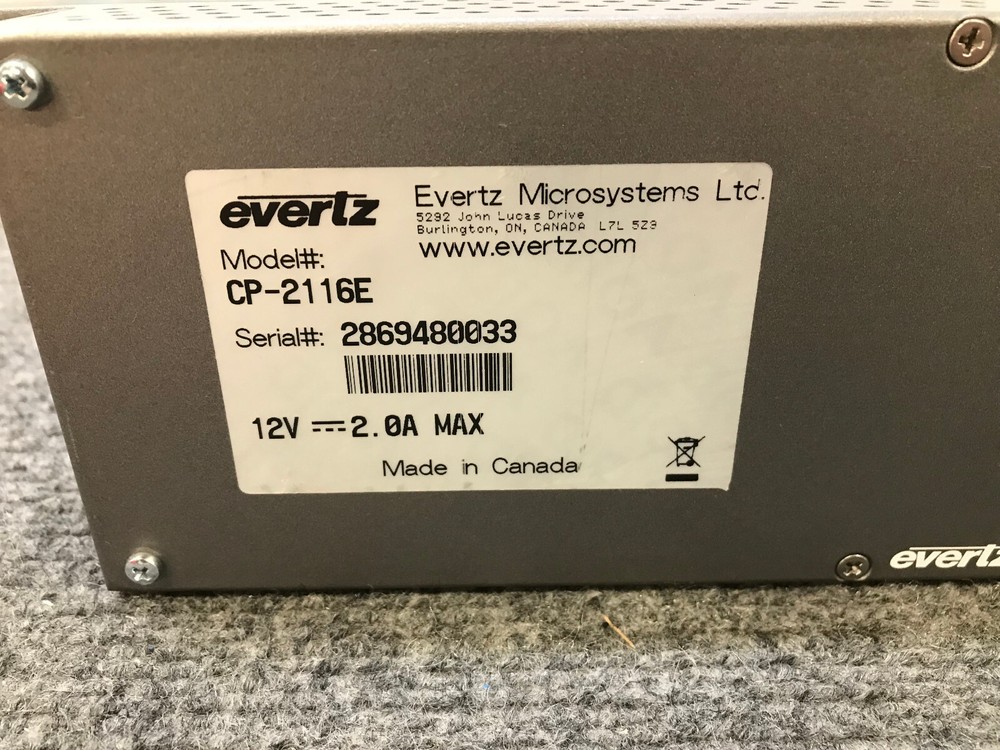 evertz
Evertz Microsystems Ltd.
5292 John Lucas Drive
Burlington, ON, CANADA L7L 5Z9
www.evertz.com
Model#:
CP-2116E
Serial#: 2869480033
12V ⎓ 2.0A MAX
Made in Canada
evertz